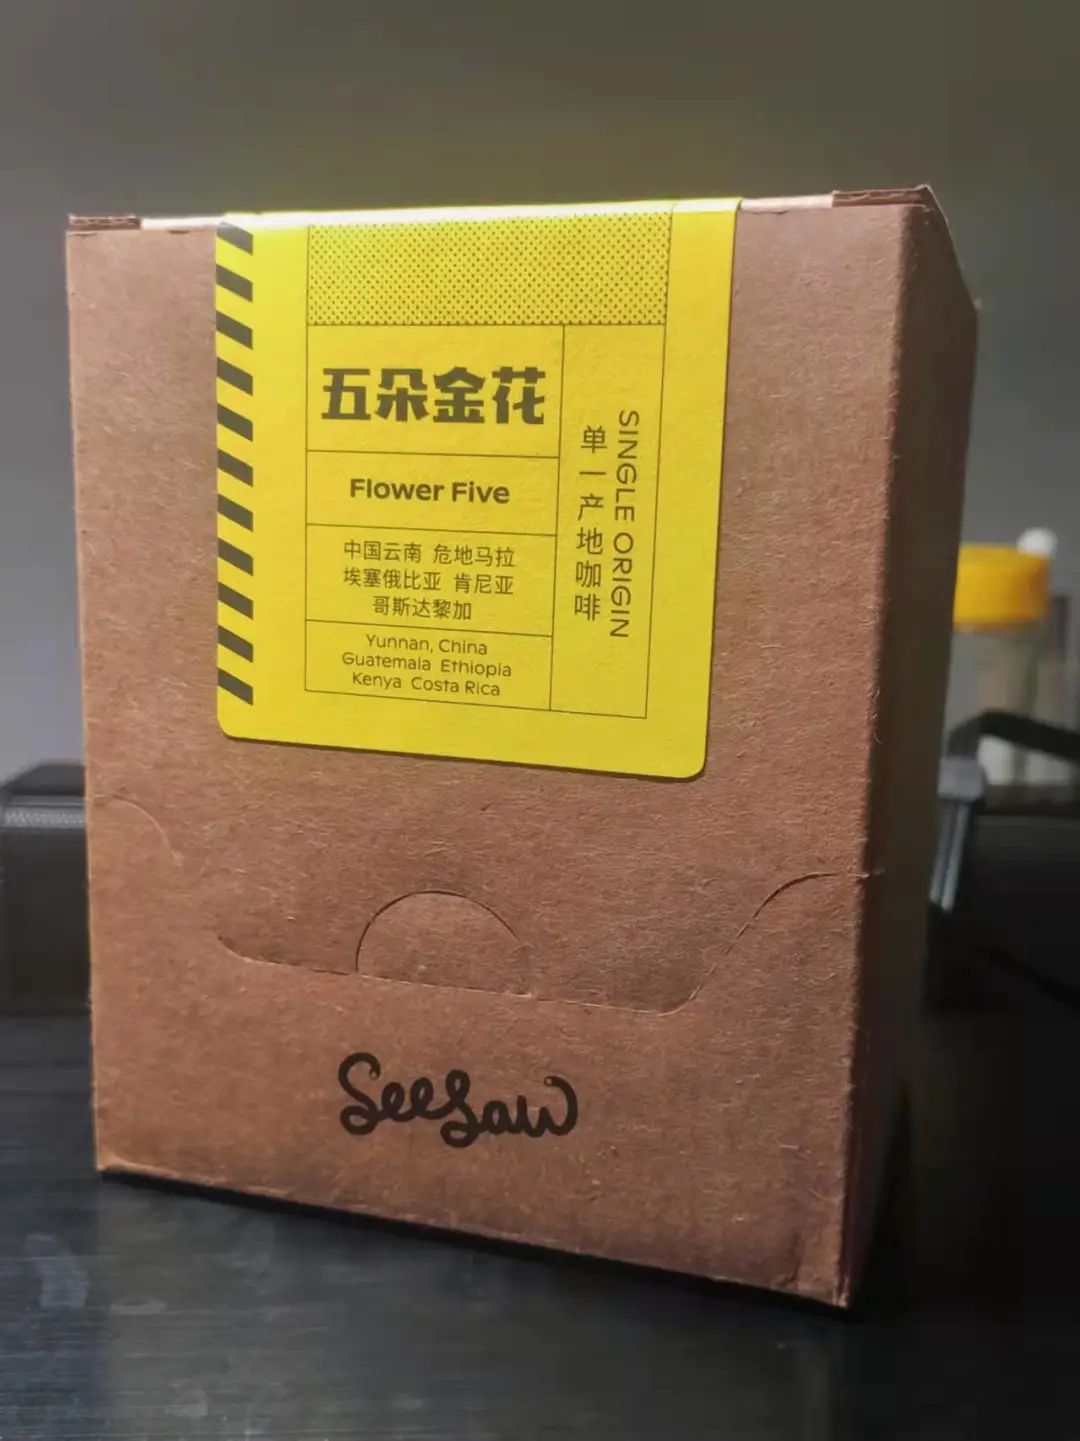 五朵金花
Flower Five
中国云南 危地马拉
埃塞俄比亚 肯尼亚
哥斯达黎加
Yunnan, China
Guatemala Ethiopia
Kenya Costa Rica
SINGLE ORIGIN
单一产地咖啡
Seesaw